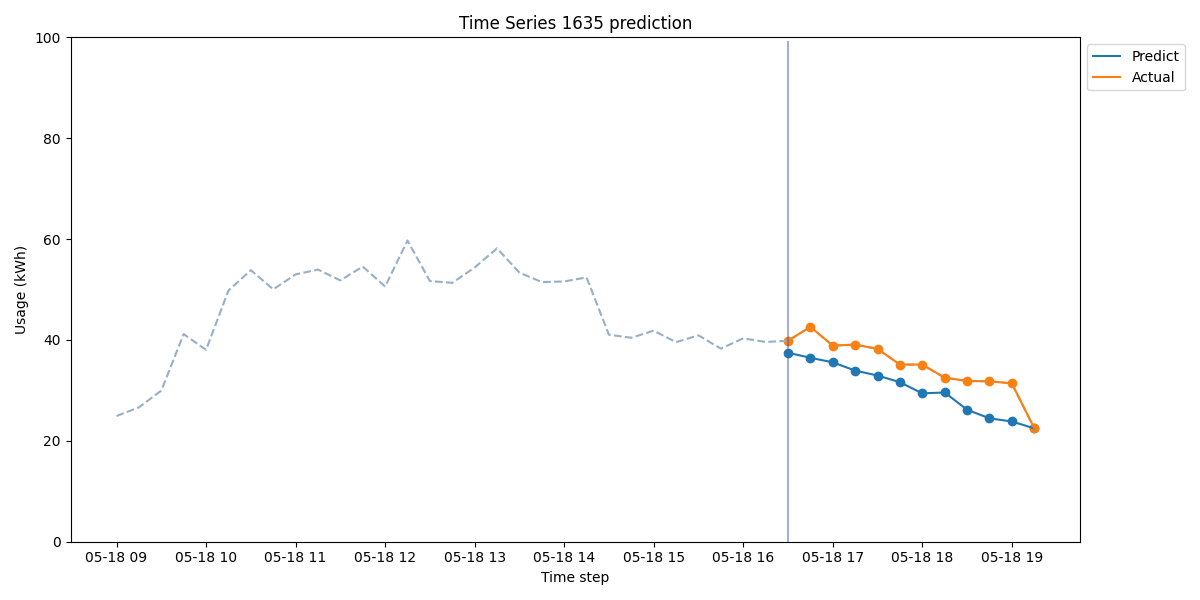 Time Series 1635 prediction
Predict
Actual
Usage (kWh)
100
80
60
40
20
0
05-18 09 05-18 10 05-18 11 05-18 12 05-18 13 05-18 14 05-18 15 05-18 16 05-18 17 05-18 18 05-18 19
Time step